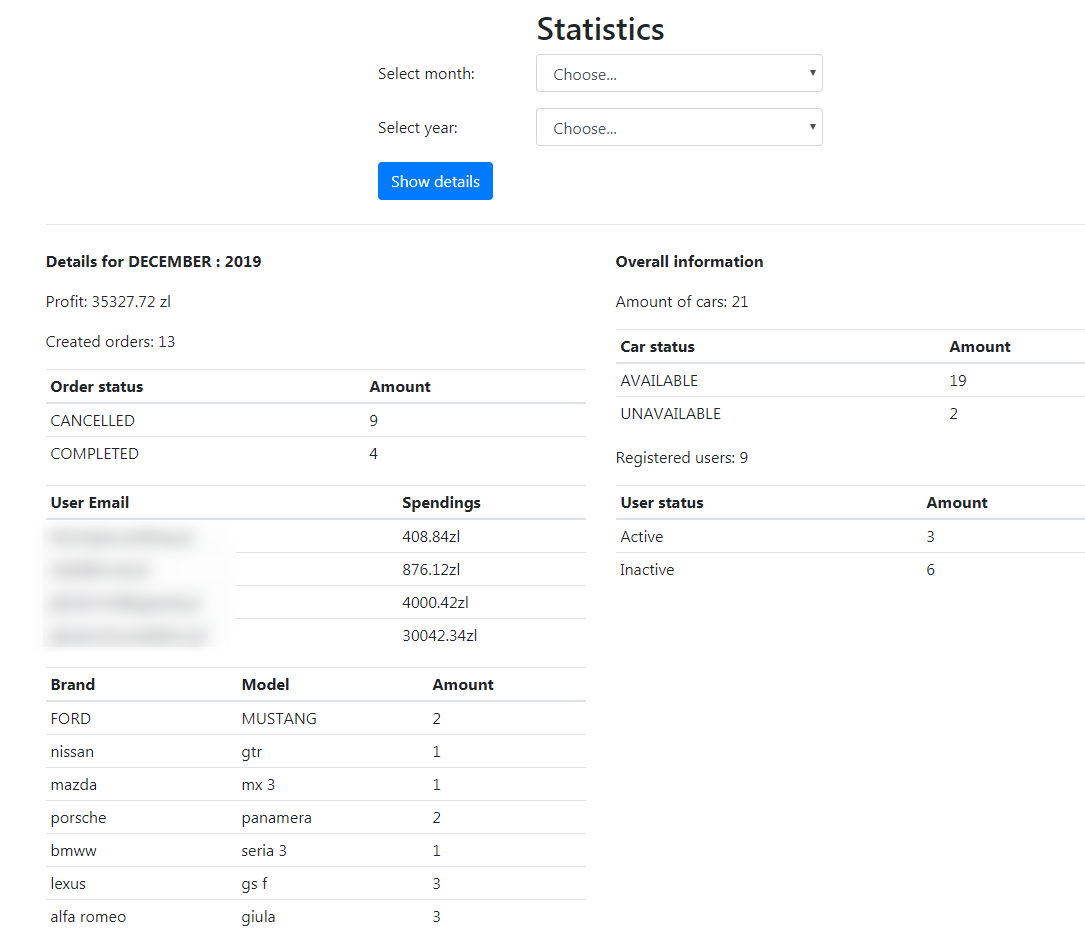 Statistics
Select month:
Choose...
Select year:
Choose...
Show details
Details for DECEMBER : 2019
Profit: 35327.72 zl
Created orders: 13
Order status Amount
CANCELLED 9
COMPLETED 4
User Email Spendings
408.84zl
876.12zl
4000.42zl
30042.34zl
Brand Model Amount
FORD MUSTANG 2
nissan gtr 1
mazda mx 3 1
porsche panamera 2
bmww seria 3 1
lexus gs f 3
alfa romeo giula 3
Overall information
Amount of cars: 21
Car status Amount
AVAILABLE 19
UNAVAILABLE 2
Registered users: 9
User status Amount
Active 3
Inactive 6